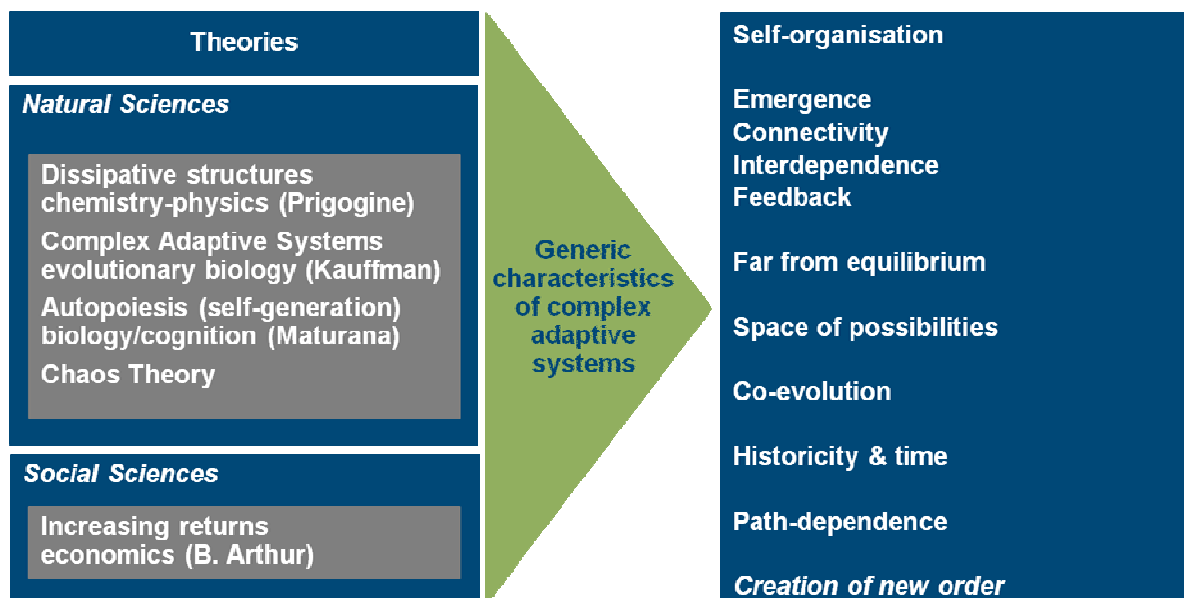 Theories
Natural Sciences
Dissipative structures
chemistry-physics (Prigogine)
Complex Adaptive Systems
evolutionary biology (Kauffman)
Autopoiesis (self-generation)
biology/cognition (Maturana)
Chaos Theory
Social Sciences
Increasing returns
economics (B. Arthur)
Generic
characteristics
of complex
adaptive
systems
Self-organisation
Emergence
Connectivity
Interdependence
Feedback
Far from equilibrium
Space of possibilities
Co-evolution
Historicity & time
Path-dependence
Creation of new order